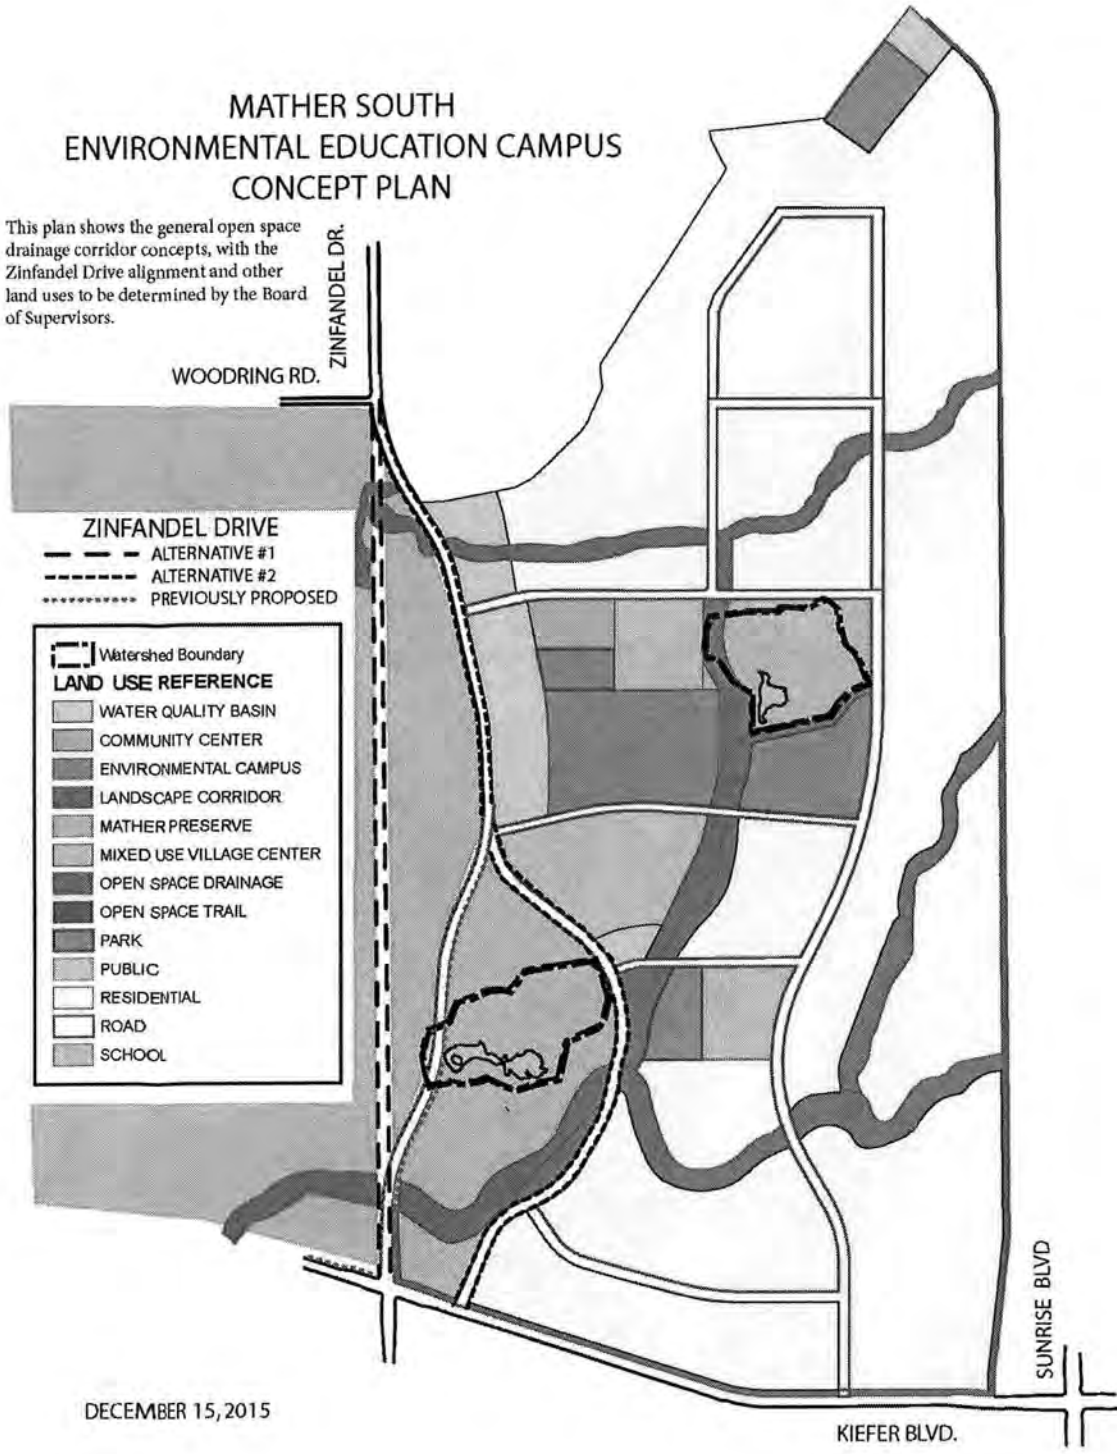 MATHER SOUTH
ENVIRONMENTAL EDUCATION CAMPUS
CONCEPT PLAN
This plan shows the general open space
drainage corridor concepts, with the
Zinfandel Drive alignment and other
land uses to be determined by the Board
of Supervisors.
ZINFANDEL DR.
WOODRING RD.
ZINFANDEL DRIVE
ALTERNATIVE #1
ALTERNATIVE #2
PREVIOUSLY PROPOSED
Watershed Boundary
LAND USE REFERENCE
WATER QUALITY BASIN
COMMUNITY CENTER
ENVIRONMENTAL CAMPUS
LANDSCAPE CORRIDOR
MATHER PRESERVE
MIXED USE VILLAGE CENTER
OPEN SPACE DRAINAGE
OPEN SPACE TRAIL
PARK
PUBLIC
RESIDENTIAL
ROAD
SCHOOL
SUNRISE BLVD
DECEMBER 15, 2015
KIEFER BLVD.